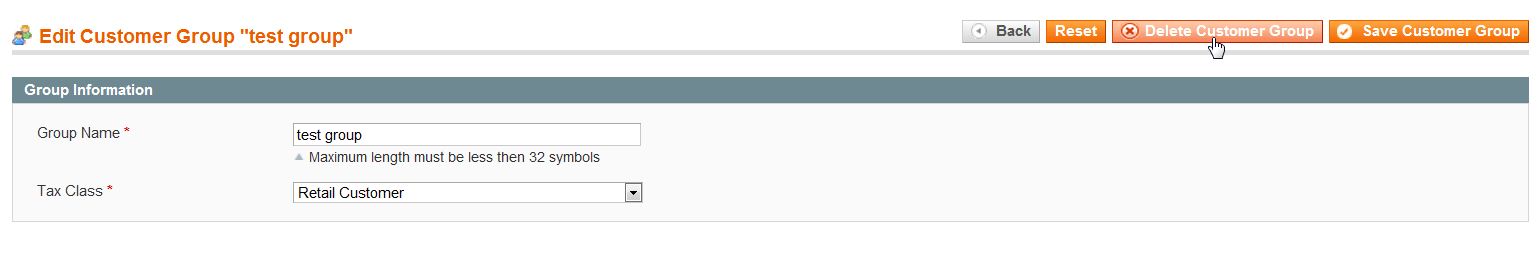 Edit Customer Group "test group"
Back Reset Delete Customer Group Save Customer Group
Group Information
Group Name * test group
Maximum length must be less then 32 symbols
Tax Class * Retail Customer